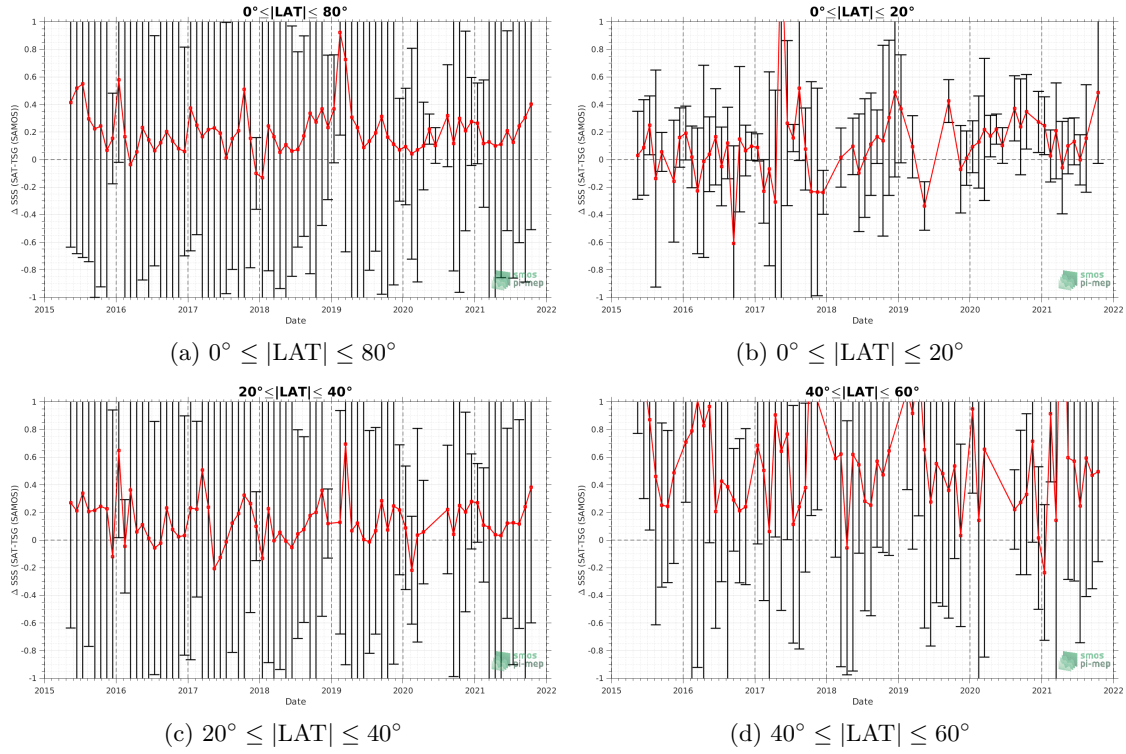 0°≤|LAT|≤ 80°
Δ SSS (SAT-TSG (SAMOS))
1
0.8
0.6
0.4
0.2
0
-0.2
-0.4
-0.6
-0.8
-1
2015 2016 2017 2018 2019 2020 2021 2022
Date
smos
pi-mep
(a) 0° ≤ |LAT| ≤ 80°
0°≤|LAT|≤ 20°
Δ SSS (SAT-TSG (SAMOS))
1
0.8
0.6
0.4
0.2
0
-0.2
-0.4
-0.6
-0.8
-1
2015 2016 2017 2018 2019 2020 2021 2022
Date
smos
pi-mep
(b) 0° ≤ |LAT| ≤ 20°
20°≤|LAT|≤ 40°
Δ SSS (SAT-TSG (SAMOS))
1
0.8
0.6
0.4
0.2
0
-0.2
-0.4
-0.6
-0.8
-1
2015 2016 2017 2018 2019 2020 2021 2022
Date
smos
pi-mep
(c) 20° ≤ |LAT| ≤ 40°
40°≤|LAT|≤ 60°
Δ SSS (SAT-TSG (SAMOS))
1
0.8
0.6
0.4
0.2
0
-0.2
-0.4
-0.6
-0.8
-1
2015 2016 2017 2018 2019 2020 2021 2022
Date
smos
pi-mep
(d) 40° ≤ |LAT| ≤ 60°